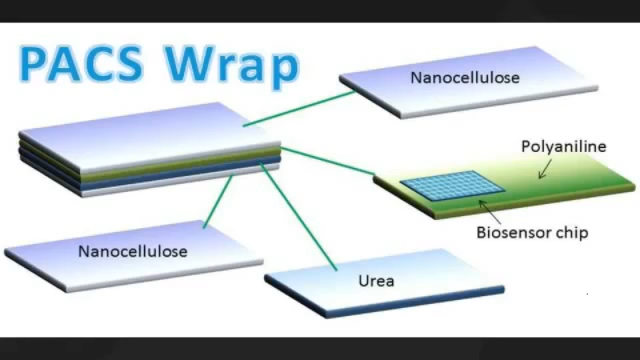 PACS Wrap
Nanocellulose
Polyaniline
Biosensor chip
Nanocellulose
Urea